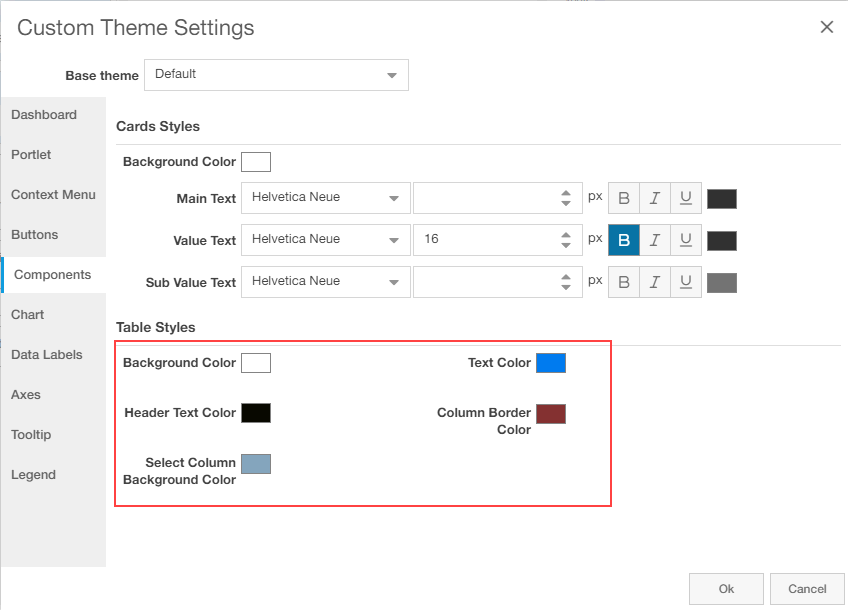 Custom Theme Settings
Base theme Default
Dashboard
Portlet
Context Menu
Buttons
Components
Chart
Data Labels
Axes
Tooltip
Legend
Cards Styles
Background Color
Main Text Helvetica Neue px B I U
Value Text Helvetica Neue 16 px B I U
Sub Value Text Helvetica Neue px B I U
Table Styles
Background Color Text Color
Header Text Color Column Border
Color
Select Column
Background Color
Ok Cancel